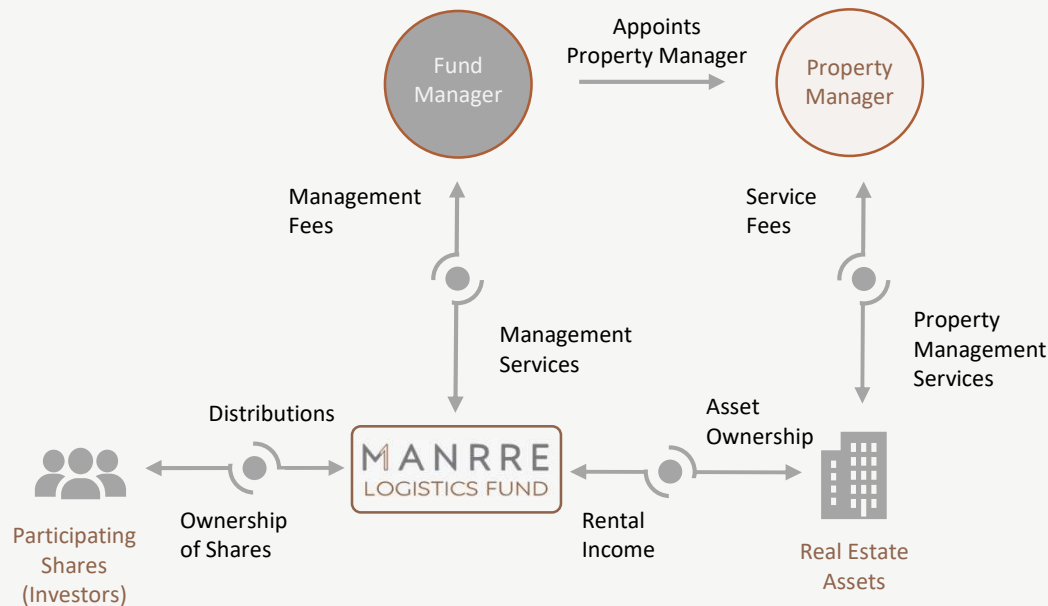 Fund
Manager
Appoints
Property Manager
Property
Manager
Management
Fees
Service
Fees
Management
Services
Property
Management
Services
Distributions
Asset
Ownership
MANRRE
LOGISTICS FUND
Participating
Shares
(Investors)
Ownership
of Shares
Rental
Income
Real Estate
Assets